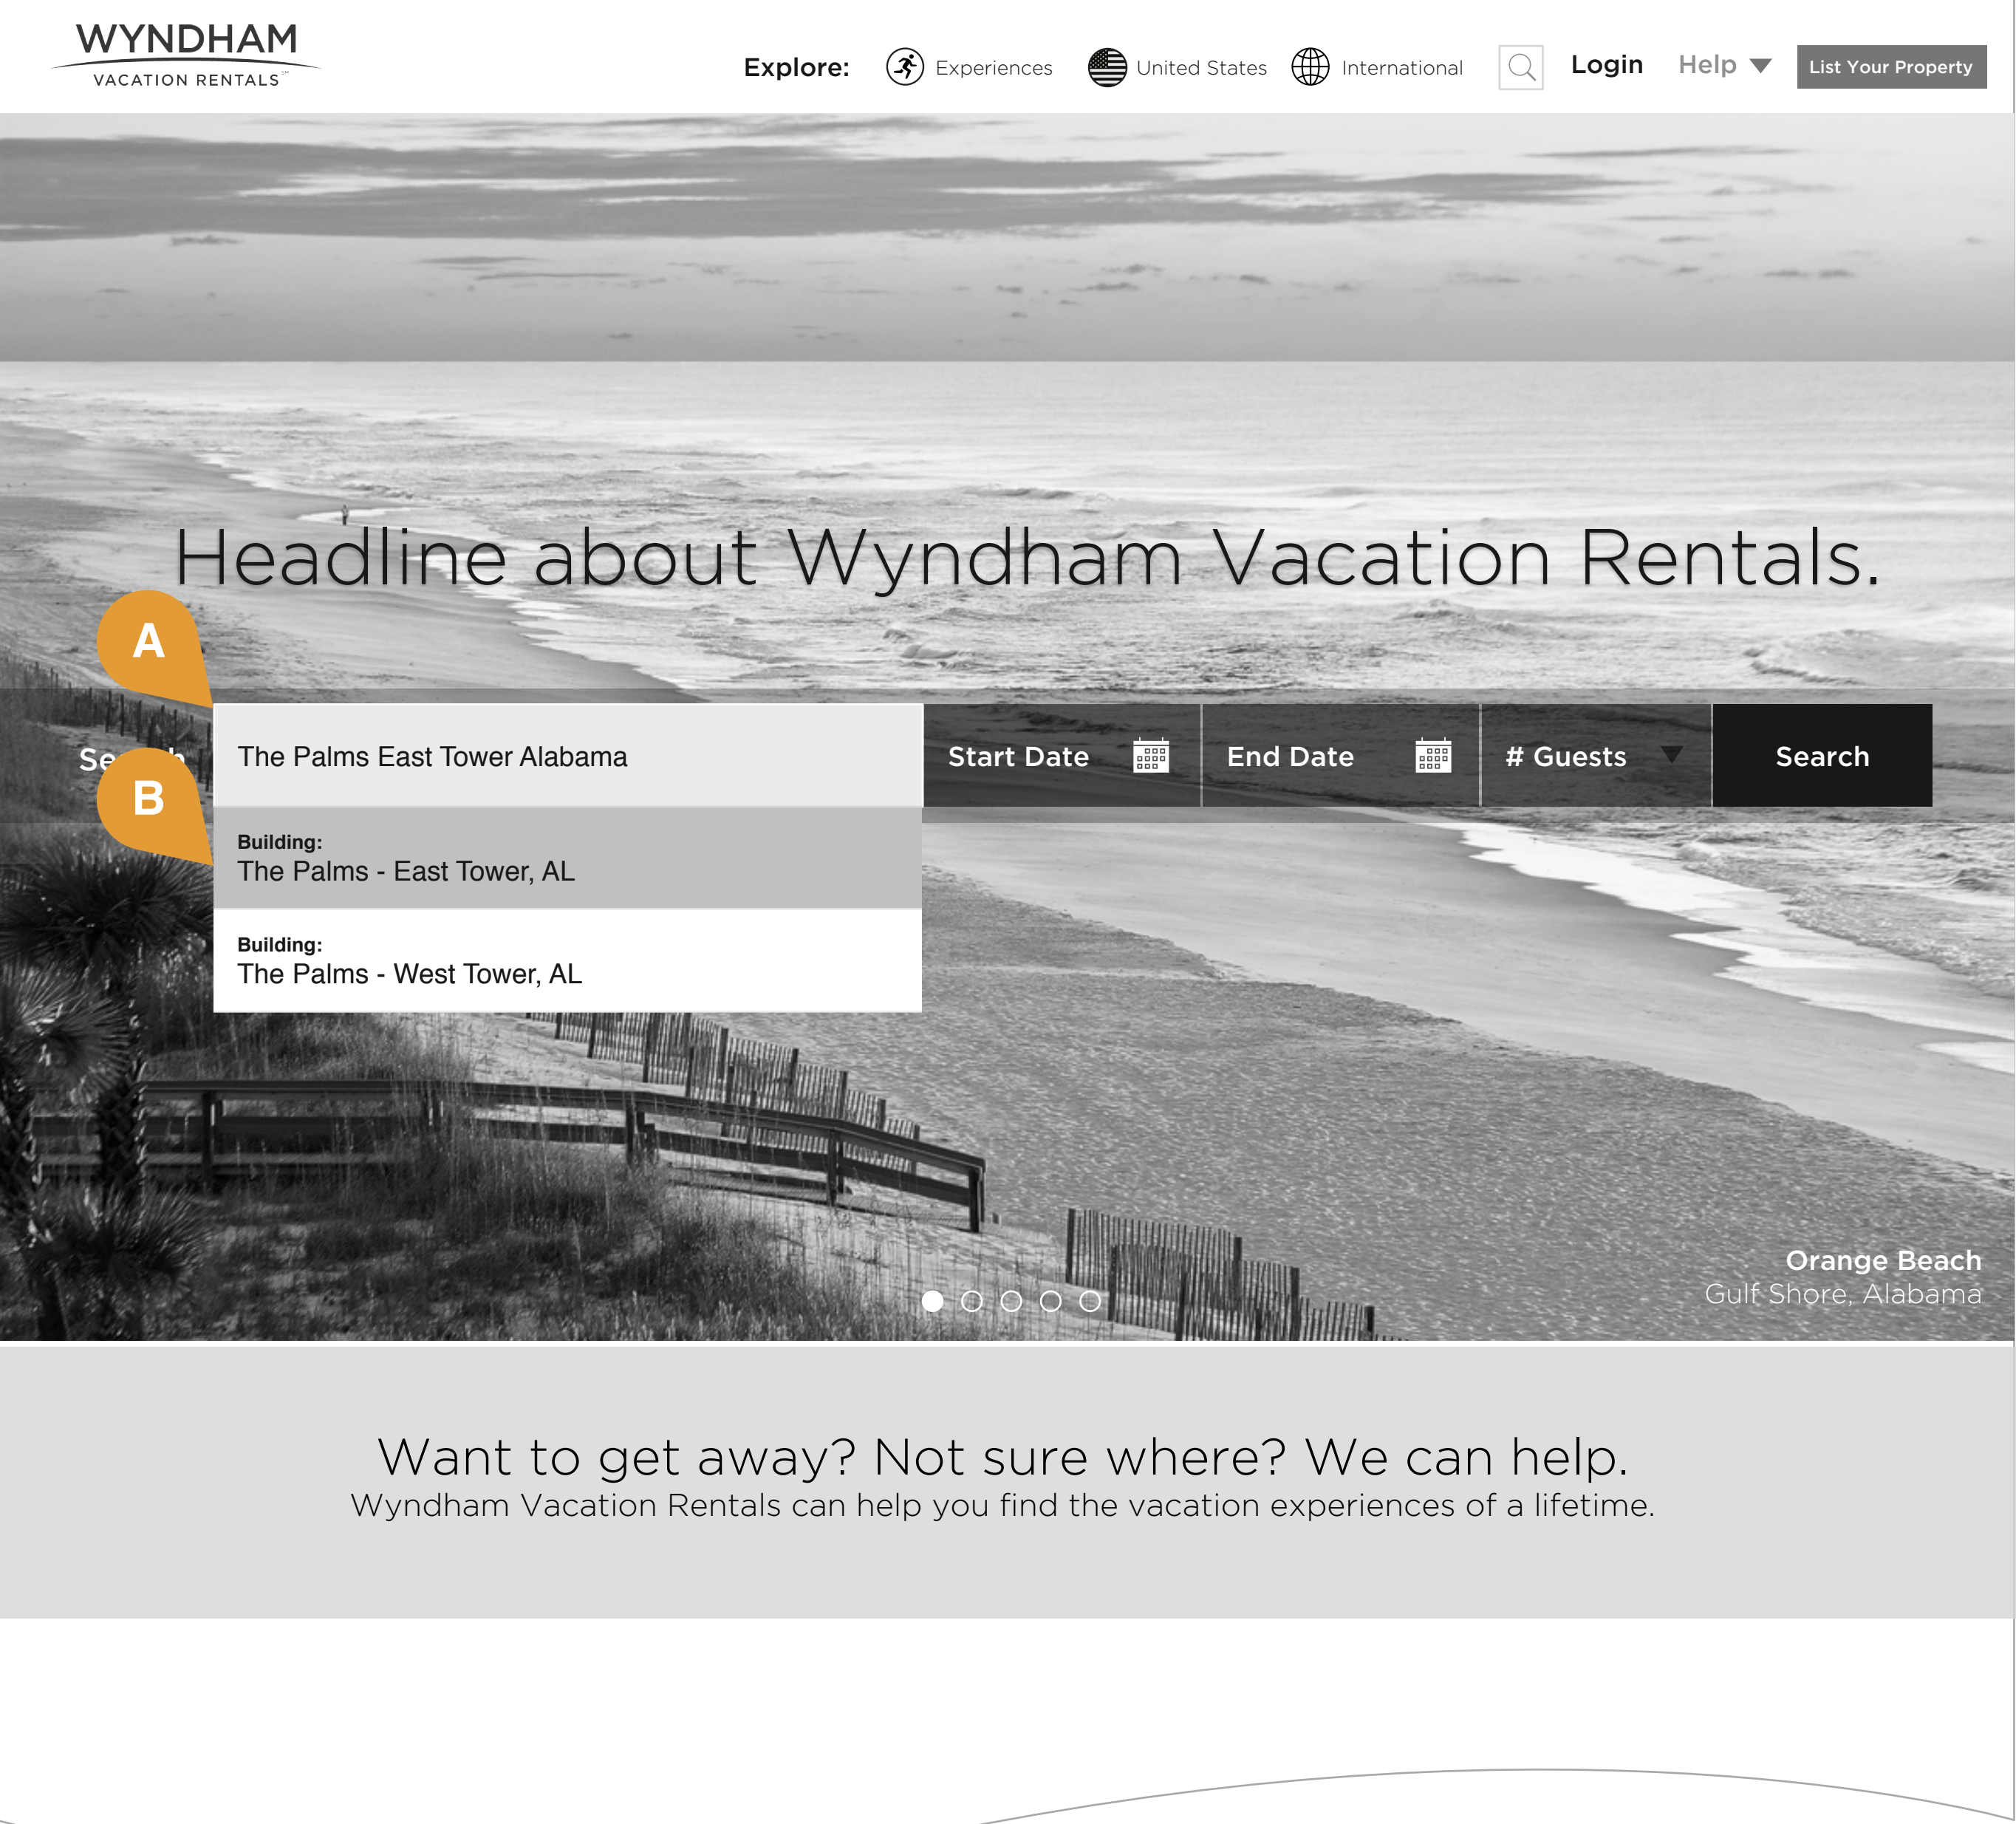 WYNDHAM
VACATION RENTALS
Explore:
Experiences
United States
International
Login
Help
List Your Property
Headline about Wyndham Vacation Rentals.
A
The Palms East Tower Alabama
Start Date
End Date
# Guests
Search
B
Building:
The Palms - East Tower, AL
Building:
The Palms - West Tower, AL
Orange Beach
Gulf Shore, Alabama
Want to get away? Not sure where? We can help.
Wyndham Vacation Rentals can help you find the vacation experiences of a lifetime.